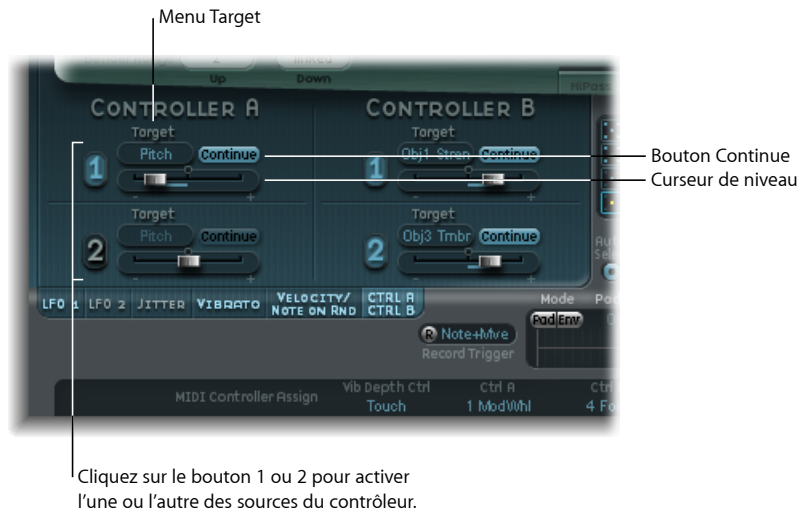 Menu Target
2
linked
Up
Down
HiPass
CONTROLLER A
CONTROLLER B
Target
Target
1
Pitch
Continue
1
Obj1 Stren
Continue
Bouton Continue
Curseur de niveau
- +
- +
Target
Target
2
Pitch
Continue
2
Obj3 Tmbr
Continue
- +
- +
LFO 1
LFO 2
JITTER
VIBRATO
VELOCITY/
NOTE ON RND
CTRL A
CTRL B
Mode
Pad
Env
R
Note+Mve
Record Trigger
MIDI Controller Assign
Vib Depth Ctrl
Touch
Ctrl A
1 ModWhl
Ctrl
4 Fo
Cliquez sur le bouton 1 ou 2 pour activer
l'une ou l'autre des sources du contrôleur.